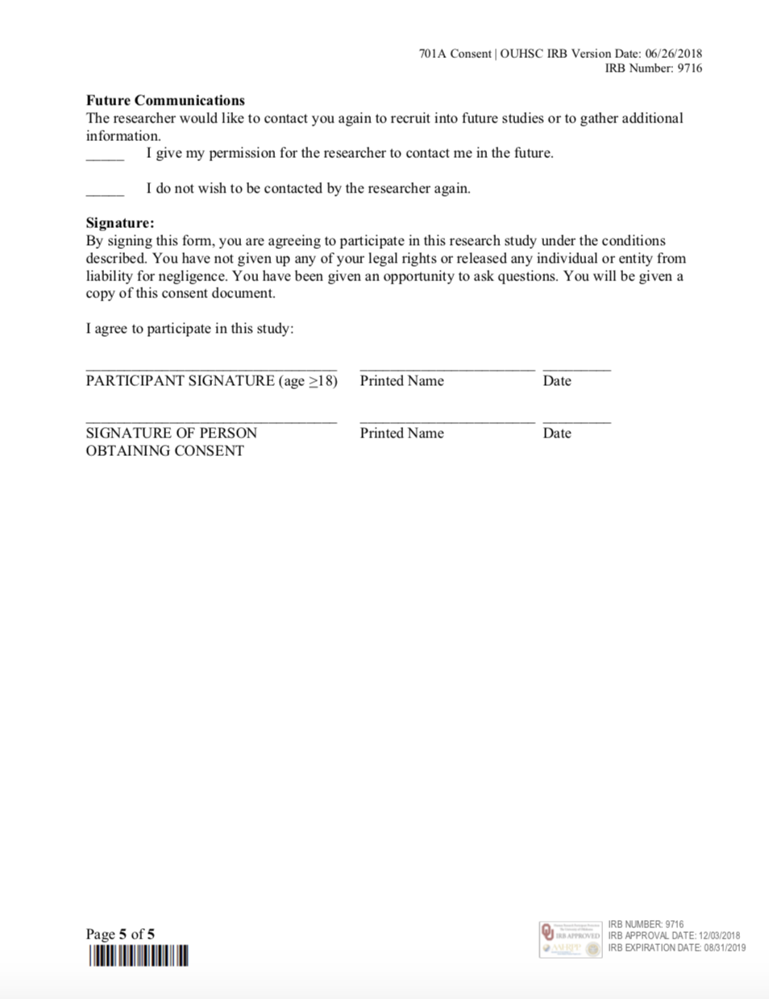 701A Consent | OUHSC IRB Version Date: 06/26/2018
IRB Number: 9716
Future Communications
The researcher would like to contact you again to recruit into future studies or to gather additional
information.
_____ I give my permission for the researcher to contact me in the future.
_____ I do not wish to be contacted by the researcher again.
Signature:
By signing this form, you are agreeing to participate in this research study under the conditions
described. You have not given up any of your legal rights or released any individual or entity from
liability for negligence. You have been given an opportunity to ask questions. You will be given a
copy of this consent document.
I agree to participate in this study:
PARTICIPANT SIGNATURE (age ≥18) Printed Name Date
SIGNATURE OF PERSON Printed Name Date
OBTAINING CONSENT
Page 5 of 5
IRB APPROVED
IRB NUMBER: 9716
IRB APPROVAL DATE: 12/03/2018
IRB EXPIRATION DATE: 08/31/2019